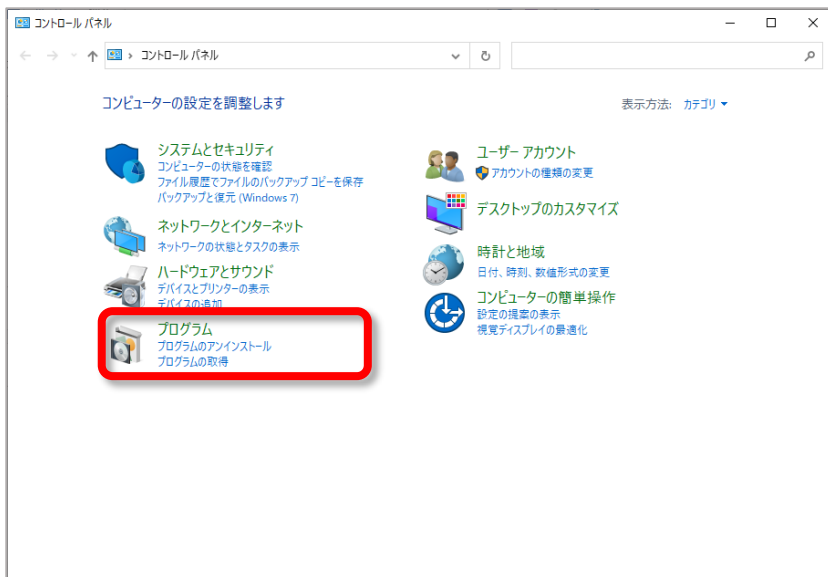 コントロール パネル
コントロール パネル
コンピューターの設定を調整します
表示方法: カテゴリ
システムとセキュリティ
コンピューターの状態を確認
ファイル履歴でファイルのバックアップ コピーを保存
バックアップと復元 (Windows 7)
ネットワークとインターネット
ネットワークの状態とタスクの表示
ハードウェアとサウンド
デバイスとプリンターの表示
デバイスの追加
プログラム
プログラムのアンインストール
プログラムの取得
ユーザー アカウント
アカウントの種類の変更
デスクトップのカスタマイズ
時計と地域
日付、時刻、数値形式の変更
コンピューターの簡単操作
設定の提案の表示
視覚ディスプレイの最適化